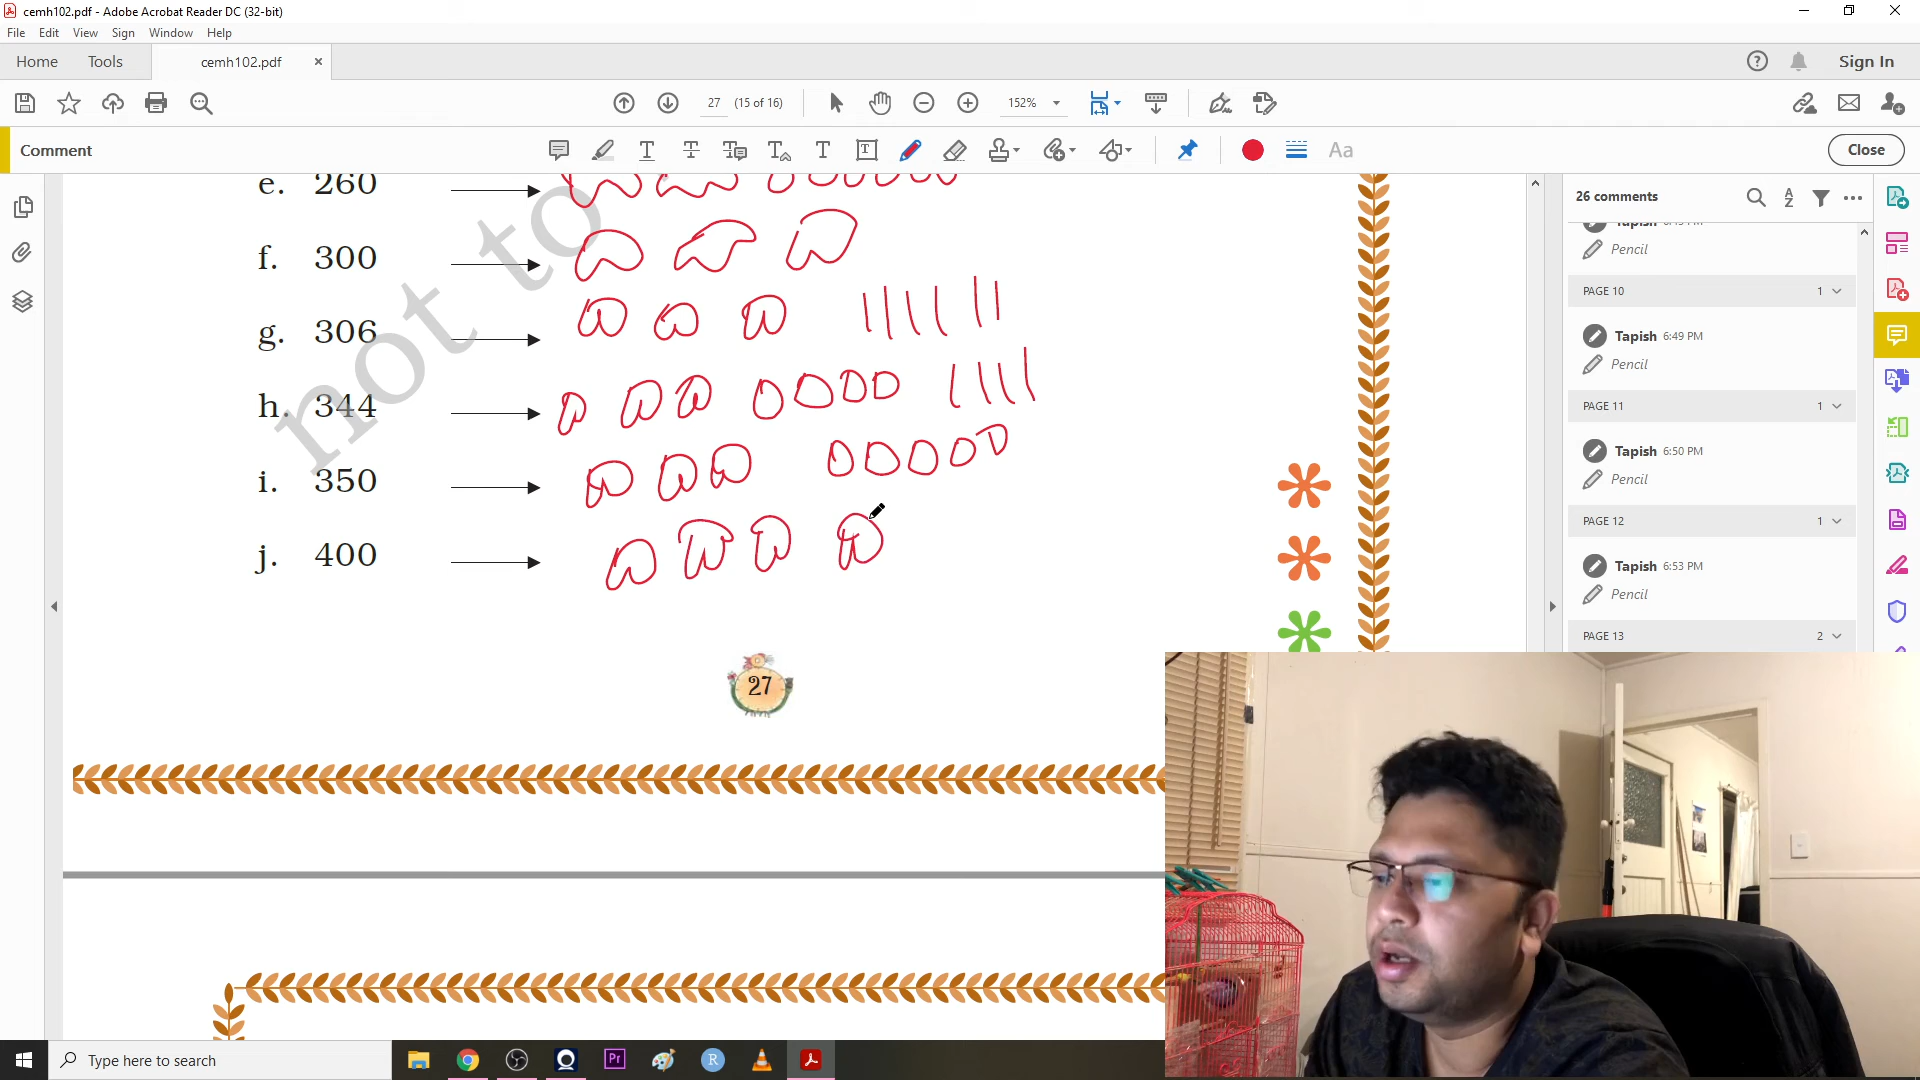 cemh102.pdf - Adobe Acrobat Reader DC (32-bit)
File Edit View Sign Window Help
Home Tools cemh102.pdf × Sign In
27 (15 of 16) 152%
Comment Aa Close
26 comments
e. 260
f. 300
g. 306
h. 344
i. 350
j. 400
not to
27
Pencil
PAGE 10 1
Tapish 6:49 PM
Pencil
PAGE 11 1
Tapish 6:50 PM
Pencil
PAGE 12 1
Tapish 6:53 PM
Pencil
PAGE 13 2
Type here to search
Pr R